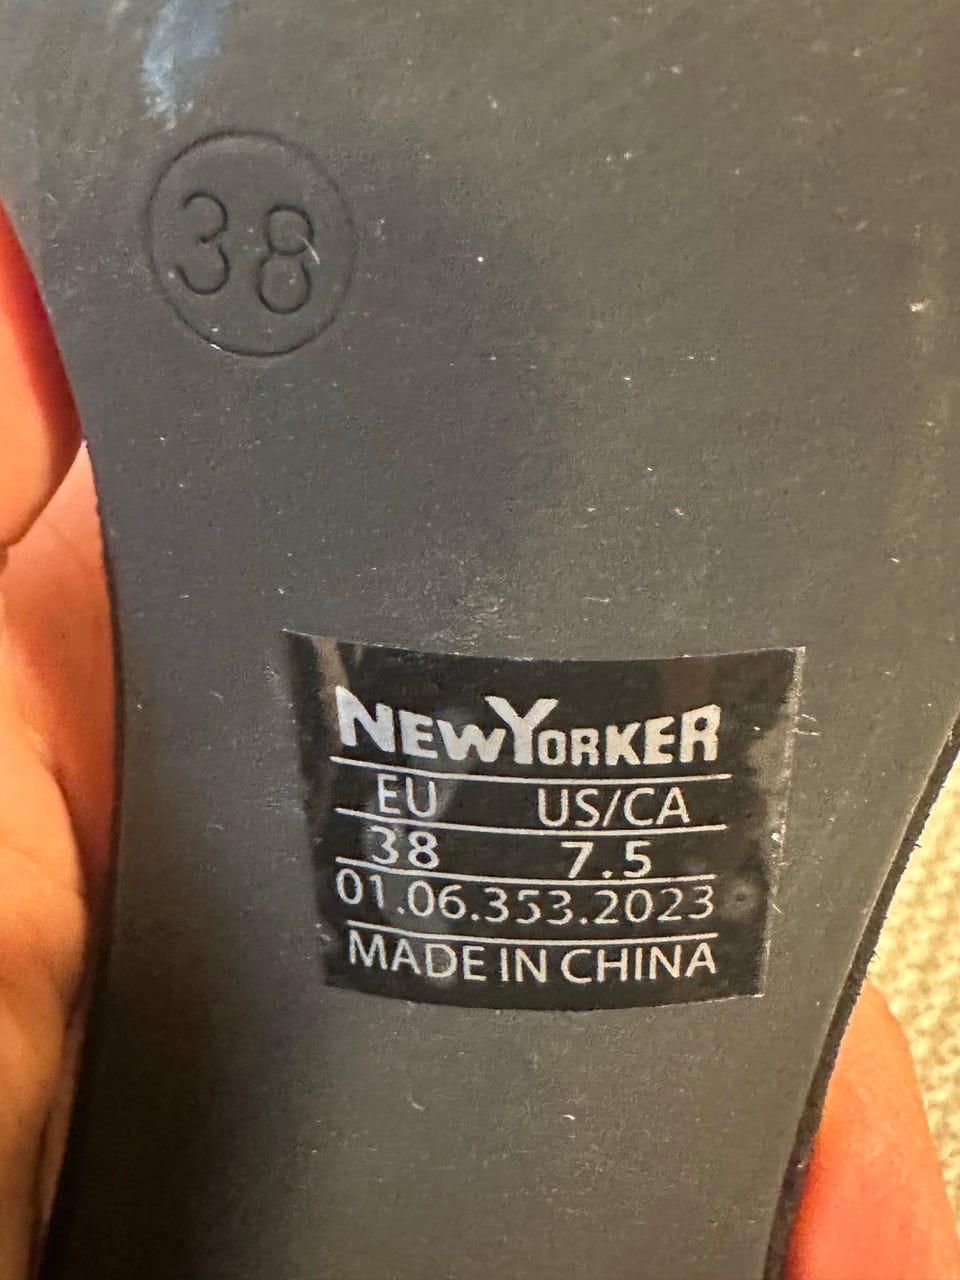 38
NEWYORKER
EU US/CA
38 7.5
01.06.353.2023
MADE IN CHINA